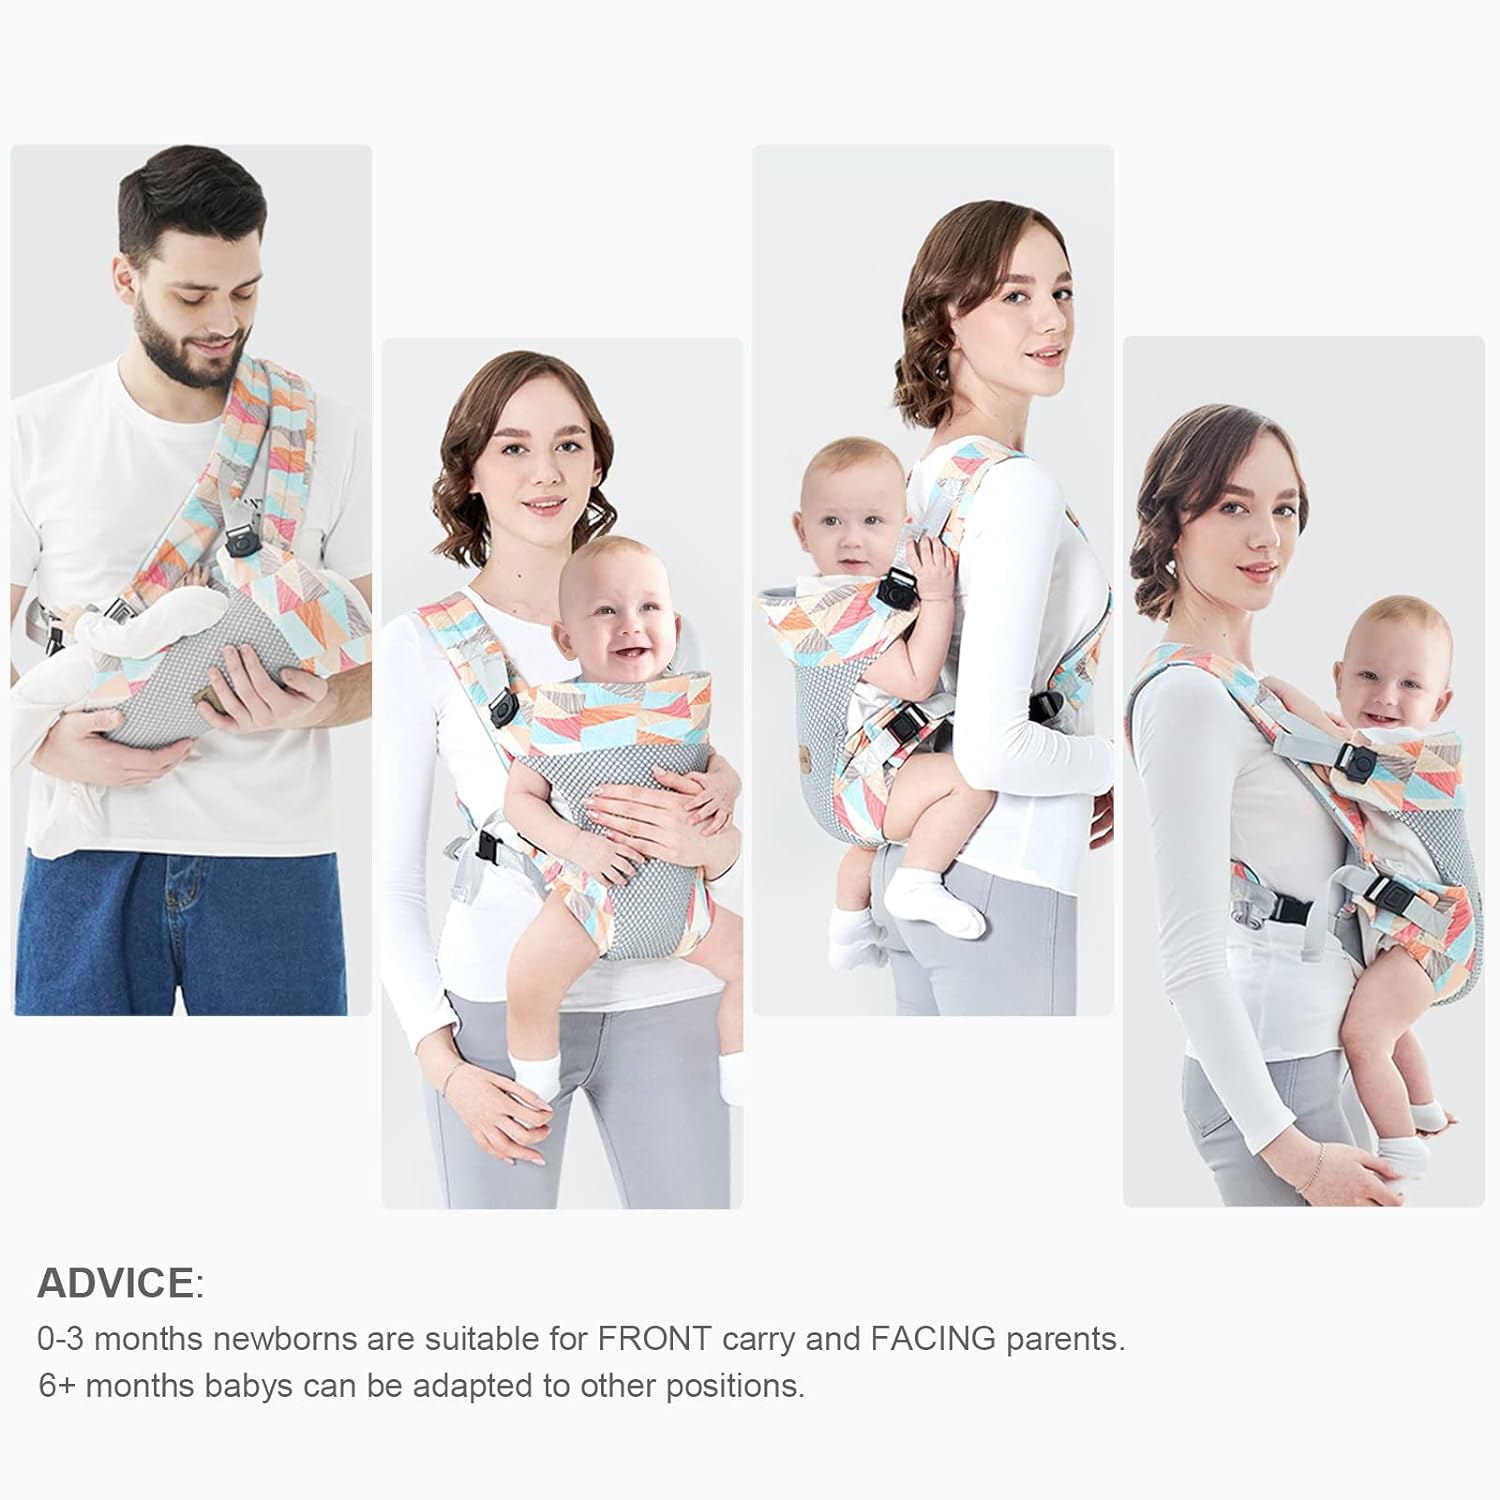 ADVICE:
0-3 months newborns are suitable for FRONT carry and FACING parents.
6+ months babys can be adapted to other positions.